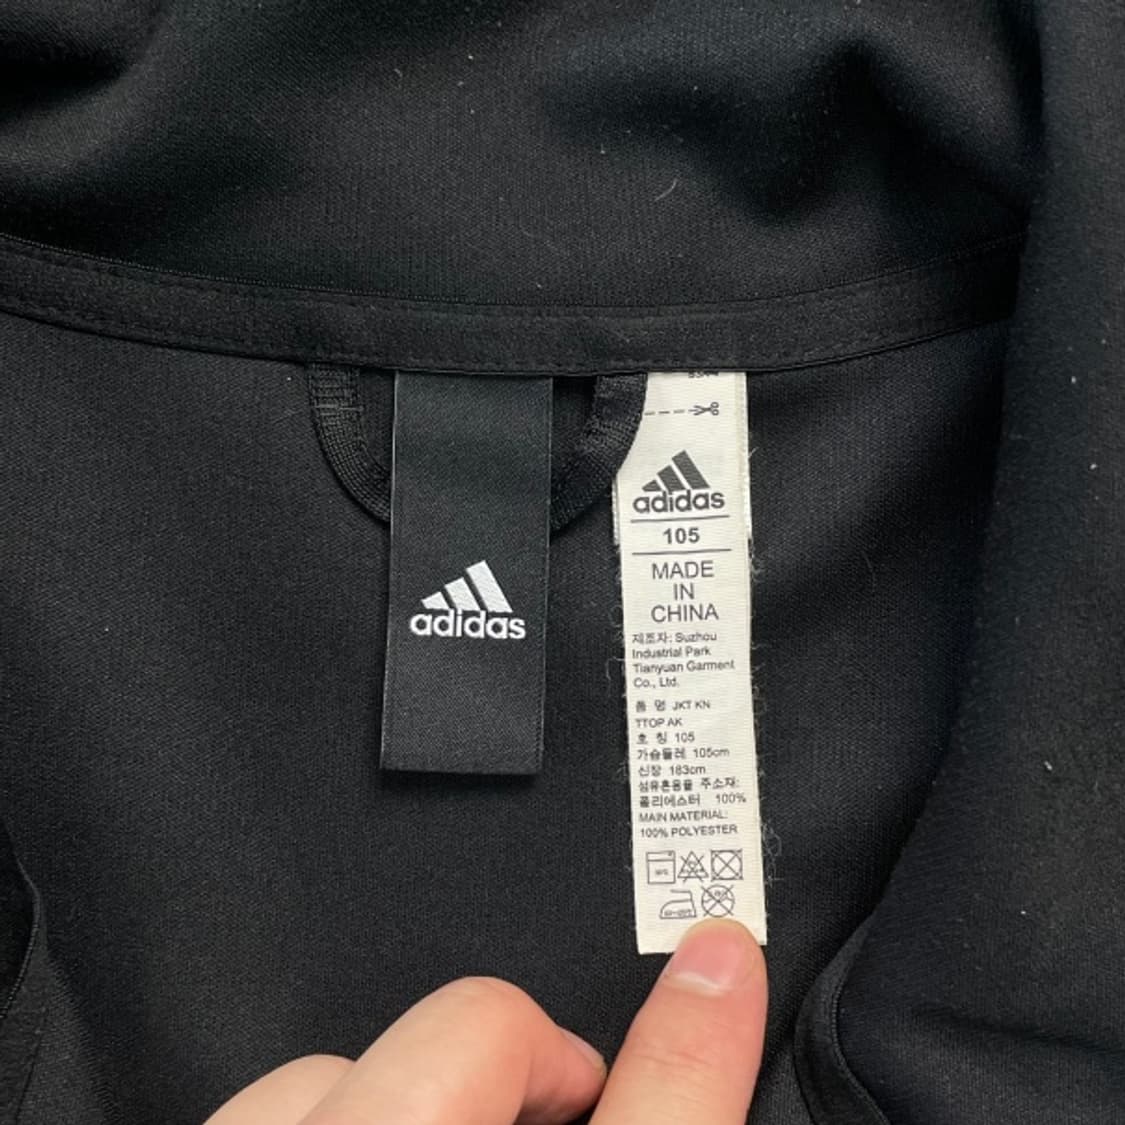 adidas
adidas
105
MADE
IN
CHINA
제조자: Suzhou
Industrial Park
Tianyuan Garment
Co., Ltd.
품 명 JKT KN
TTOP AK
호 칭 105
가슴둘레 105cm
신장 183cm
섬유혼용율 주소재:
폴리에스터 100%
MAIN MATERIAL:
100% POLYESTER